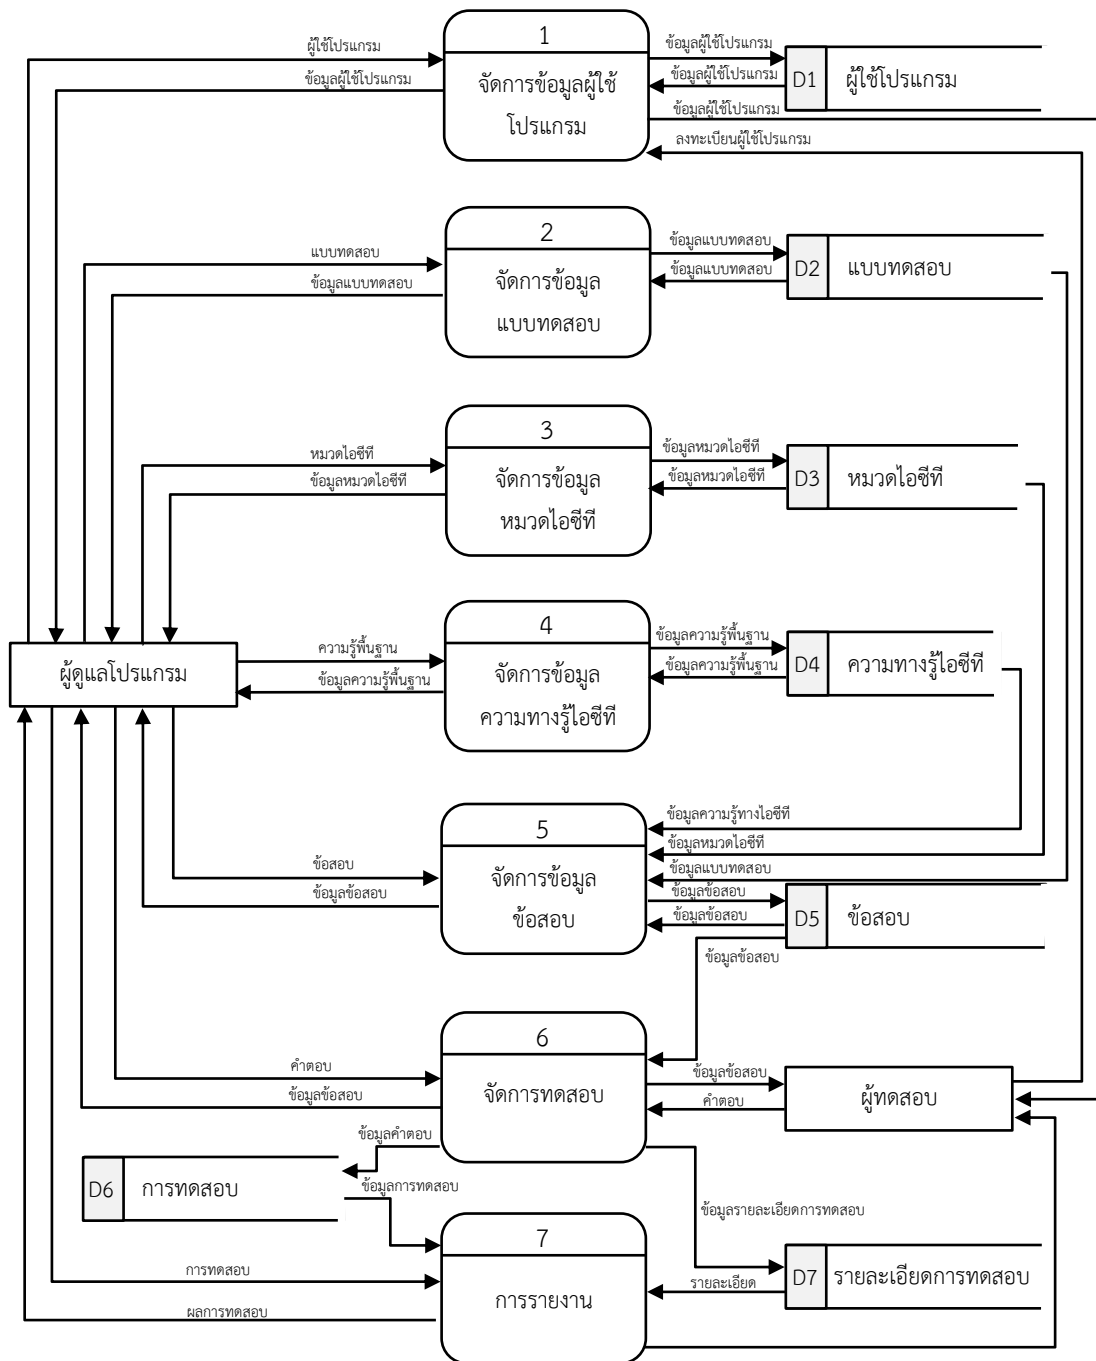 1
ผู้ใช้โปรแกรม
ข้อมูลผู้ใช้โปรแกรม
จัดการข้อมูลผู้ใช้
โปรแกรม
ข้อมูลผู้ใช้โปรแกรม
ข้อมูลผู้ใช้โปรแกรม
D1 ผู้ใช้โปรแกรม
ข้อมูลผู้ใช้โปรแกรม
ลงทะเบียนผู้ใช้โปรแกรม
2
แบบทดสอบ
ข้อมูลแบบทดสอบ
จัดการข้อมูล
แบบทดสอบ
ข้อมูลแบบทดสอบ
ข้อมูลแบบทดสอบ
D2 แบบทดสอบ
3
หมวดไอซีที
ข้อมูลหมวดไอซีที
จัดการข้อมูล
หมวดไอซีที
ข้อมูลหมวดไอซีที
ข้อมูลหมวดไอซีที
D3 หมวดไอซีที
4
ผู้ดูแลโปรแกรม
ความรู้พื้นฐาน
ข้อมูลความรู้พื้นฐาน
จัดการข้อมูล
ความทางรู้ไอซีที
ข้อมูลความรู้พื้นฐาน
ข้อมูลความรู้พื้นฐาน
D4 ความทางรู้ไอซีที
5
ข้อสอบ
ข้อมูลข้อสอบ
จัดการข้อมูล
ข้อสอบ
ข้อมูลความรู้ทางไอซีที
ข้อมูลหมวดไอซีที
ข้อมูลแบบทดสอบ
ข้อมูลข้อสอบ
ข้อมูลข้อสอบ
D5 ข้อสอบ
ข้อมูลข้อสอบ
6
คำตอบ
ข้อมูลข้อสอบ
จัดการทดสอบ
ข้อมูลข้อสอบ
คำตอบ
ผู้ทดสอบ
ข้อมูลคำตอบ
D6 การทดสอบ
ข้อมูลการทดสอบ
ข้อมูลรายละเอียดการทดสอบ
7
การทดสอบ
ผลการทดสอบ
การรายงาน
รายละเอียด
D7 รายละเอียดการทดสอบ